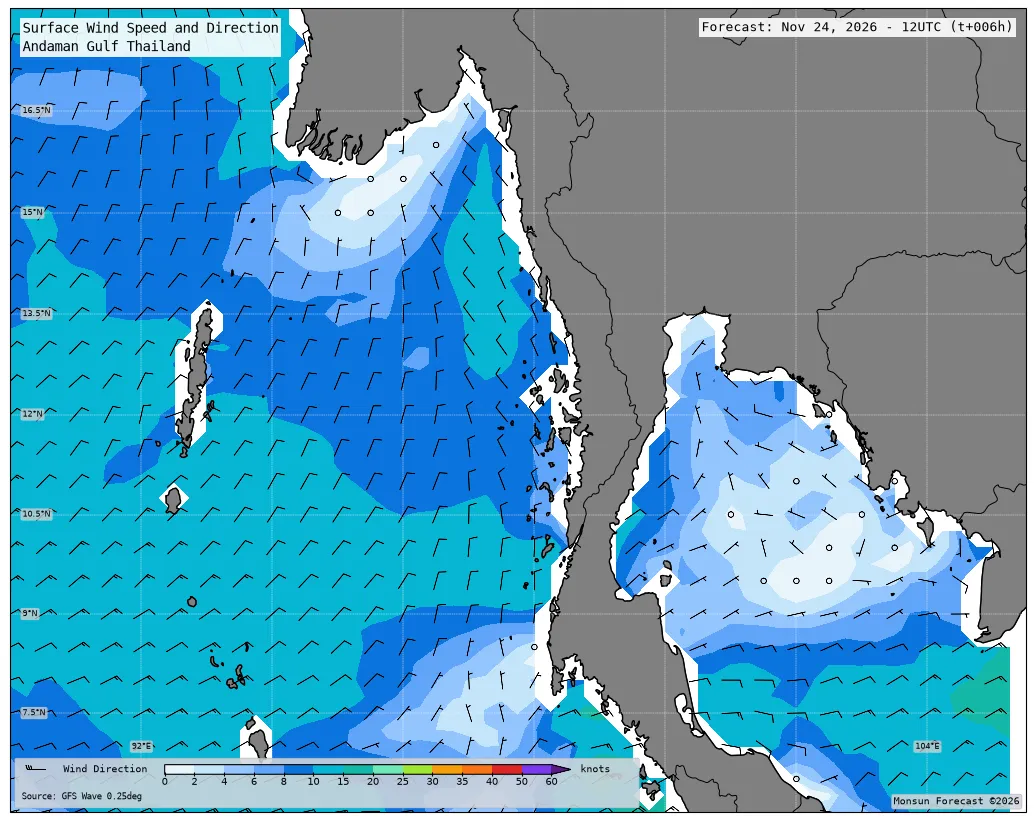 Surface Wind Speed and Direction
Andaman Gulf Thailand
Forecast: Nov 24, 2026 - 12UTC (t+006h)
16.5°N
15°N
13.5°N
12°N
10.5°N
9°N
7.5°N
92°E
104°E
Wind Direction
0 2 4 6 8 10 15 20 25 30 35 40 50 60
knots
Source: GFS Wave 0.25deg
Monsun Forecast ©2026